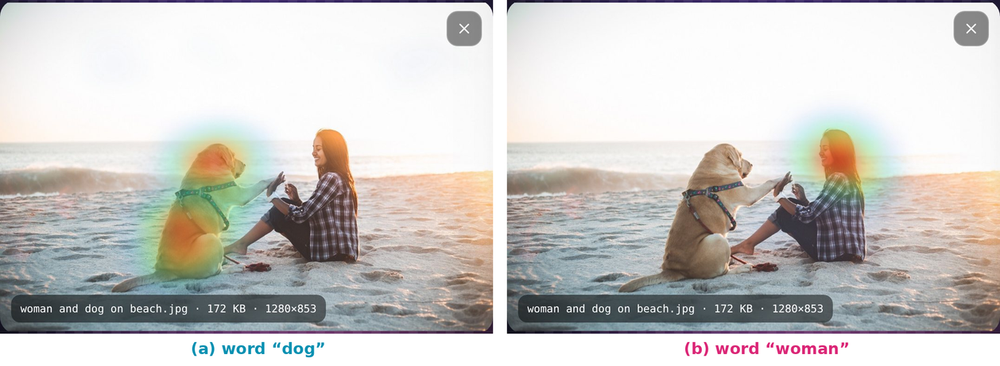 woman and dog on beach.jpg · 172 KB · 1280×853
woman and dog on beach.jpg · 172 KB · 1280×853
(a) word “dog”
(b) word “woman”